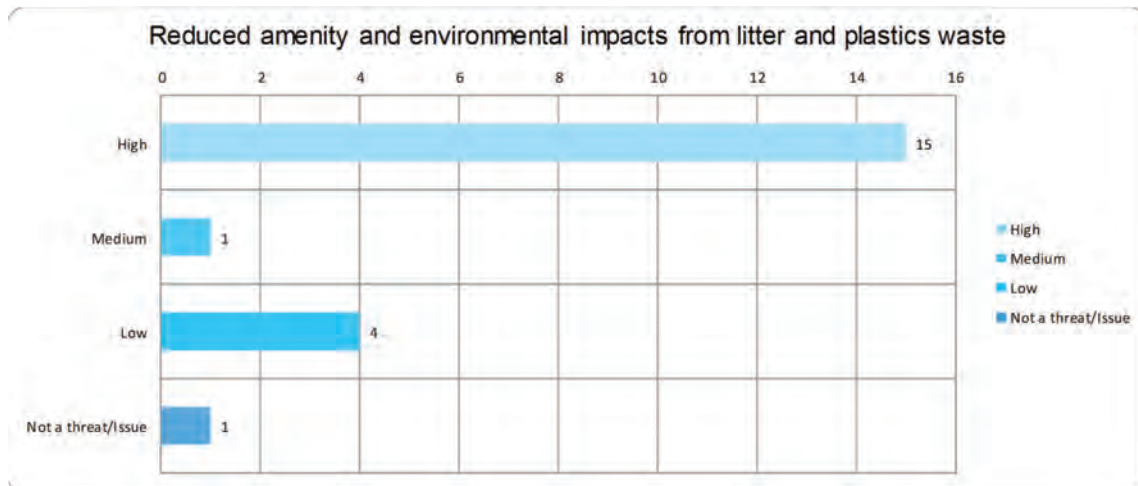 Reduced amenity and environmental impacts from litter and plastics waste
0 2 4 6 8 10 12 14 16
High 15
Medium 1
Low 4
Not a threat/Issue 1
High
Medium
Low
Not a threat/Issue